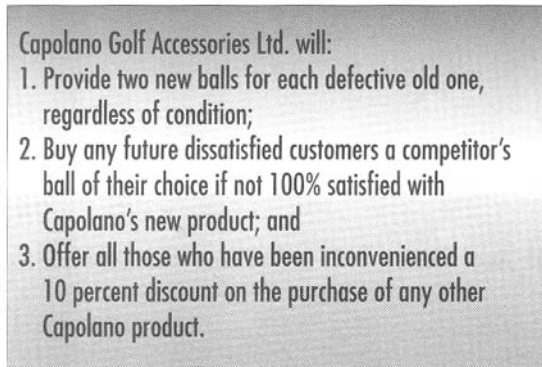 Capolano Golf Accessories Ltd. will:
1. Provide two new balls for each defective old one,
regardless of condition;
2. Buy any future dissatisfied customers a competitor's
ball of their choice if not 100% satisfied with
Capolano's new product; and
3. Offer all those who have been inconvenienced a
10 percent discount on the purchase of any other
Capolano product.